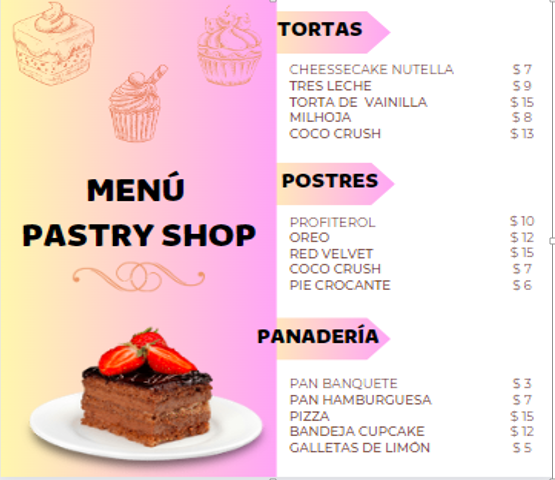 MENÚ
PASTRY SHOP
TORTAS
CHEESSECAKE NUTELLA $ 7
TRES LECHE $ 9
TORTA DE VAINILLA $ 15
MILHOJA $ 8
COCO CRUSH $ 13
POSTRES
PROFITEROL $ 10
OREO $ 12
RED VELVET $ 15
COCO CRUSH $ 7
PIE CROCANTE $ 6
PANADERÍA
PAN BANQUETE $ 3
PAN HAMBURGUESA $ 7
PIZZA $ 15
BANDEJA CUPCAKE $ 12
GALLETAS DE LIMÓN $ 5